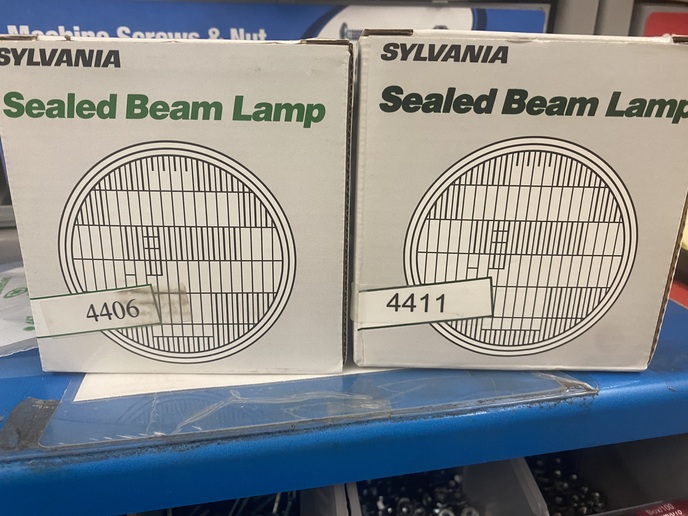 Machine Screws & Nut
SYLVANIA
Sealed Beam Lamp
4406
SYLVANIA
Sealed Beam Lamp
4411